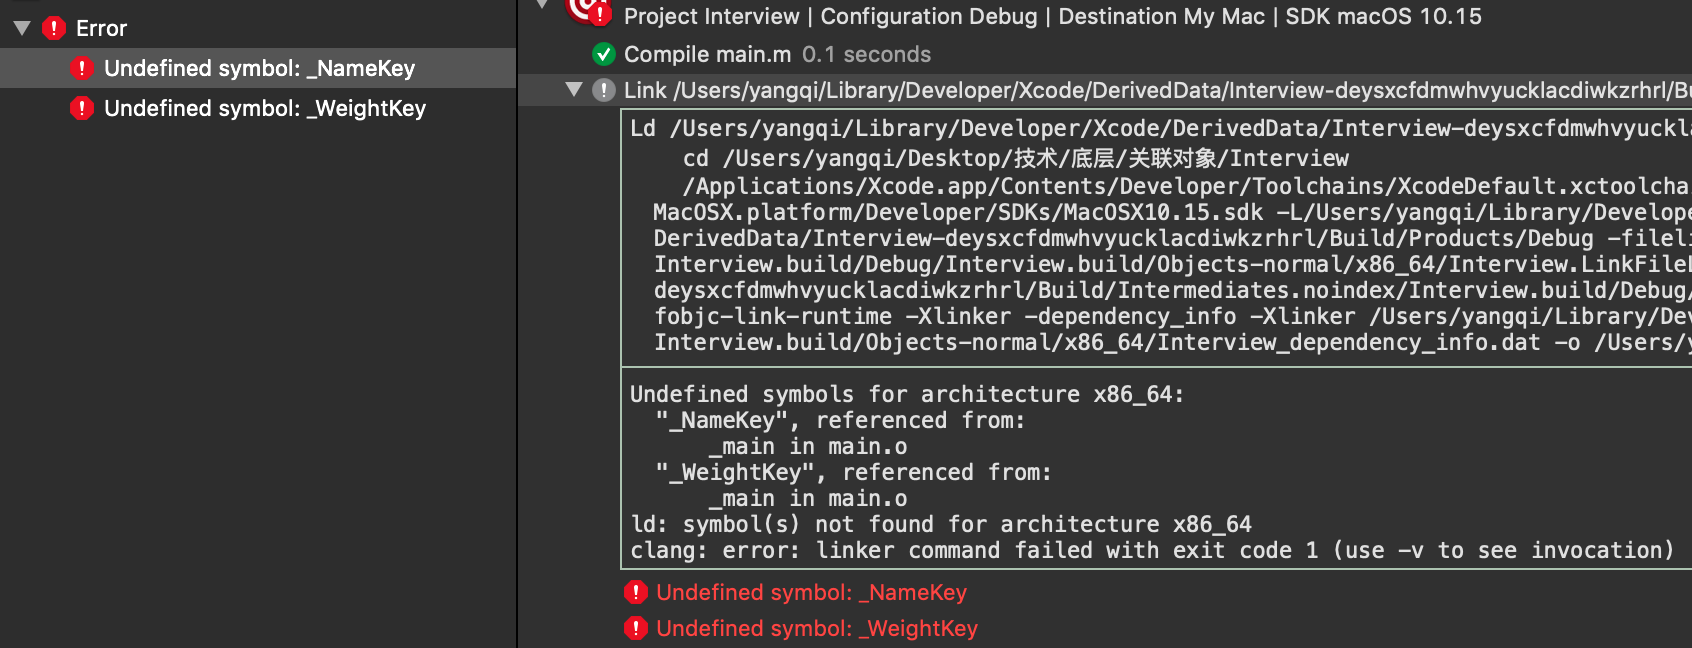 Error
Undefined symbol: _NameKey
Undefined symbol: _WeightKey
Project Interview | Configuration Debug | Destination My Mac | SDK macOS 10.15
Compile main.m 0.1 seconds
Link /Users/yangqi/Library/Developer/Xcode/DerivedData/Interview-deysxcfdmwhvyucklacdiwkzrhrl/Bu
Ld /Users/yangqi/Library/Developer/Xcode/DerivedData/Interview-deysxcfdmwhvyuckla
cd /Users/yangqi/Desktop/技术/底层/关联对象/Interview
/Applications/Xcode.app/Contents/Developer/Toolchains/XcodeDefault.xctoolchai
MacOSX.platform/Developer/SDKs/MacOSX10.15.sdk -L/Users/yangqi/Library/Develope
DerivedData/Interview-deysxcfdmwhvyucklacdiwkzrhrl/Build/Products/Debug -fileli
Interview.build/Debug/Interview.build/Objects-normal/x86_64/Interview.LinkFileL
deysxcfdmwhvyucklacdiwkzrhrl/Build/Intermediates.noindex/Interview.build/Debug/
fobjc-link-runtime -Xlinker -dependency_info -Xlinker /Users/yangqi/Library/Dev
Interview.build/Objects-normal/x86_64/Interview_dependency_info.dat -o /Users/y
Undefined symbols for architecture x86_64:
"_NameKey", referenced from:
_main in main.o
"_WeightKey", referenced from:
_main in main.o
ld: symbol(s) not found for architecture x86_64
clang: error: linker command failed with exit code 1 (use -v to see invocation)
Undefined symbol: _NameKey
Undefined symbol: _WeightKey